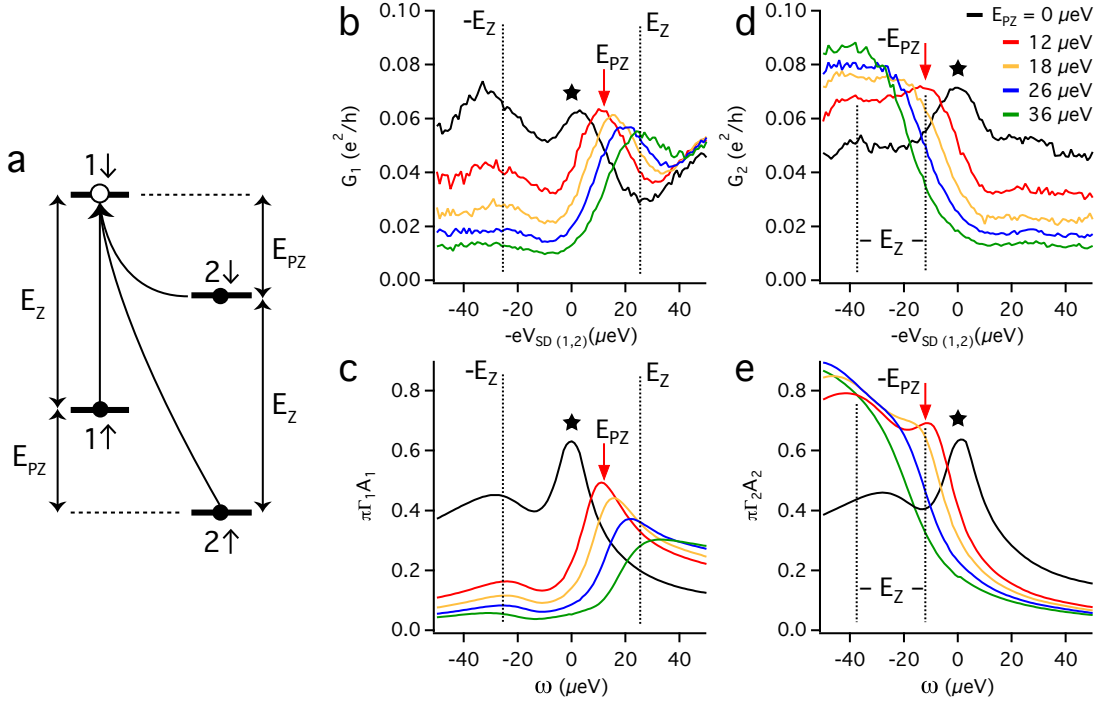 a
1↓
2↓
E_Z
E_PZ
1↑
E_PZ
E_Z
2↑
b
-E_Z
E_Z
★
E_PZ
G_1 (e^2/h)
0.10
0.08
0.06
0.04
0.02
0.00
-40
-20
0
20
40
-eV_SD (1,2)(µeV)
d
-E_PZ
★
E_PZ = 0 µeV
12 µeV
18 µeV
26 µeV
36 µeV
G_2 (e^2/h)
0.10
0.08
0.06
0.04
0.02
0.00
E_Z
-40
-20
0
20
40
-eV_SD (1,2)(µeV)
c
-E_Z
E_Z
★
E_PZ
πΓ_1A_1
0.8
0.6
0.4
0.2
0.0
-40
-20
0
20
40
ω (µeV)
e
-E_PZ
★
πΓ_2A_2
0.8
0.6
0.4
0.2
0.0
E_Z
-40
-20
0
20
40
ω (µeV)